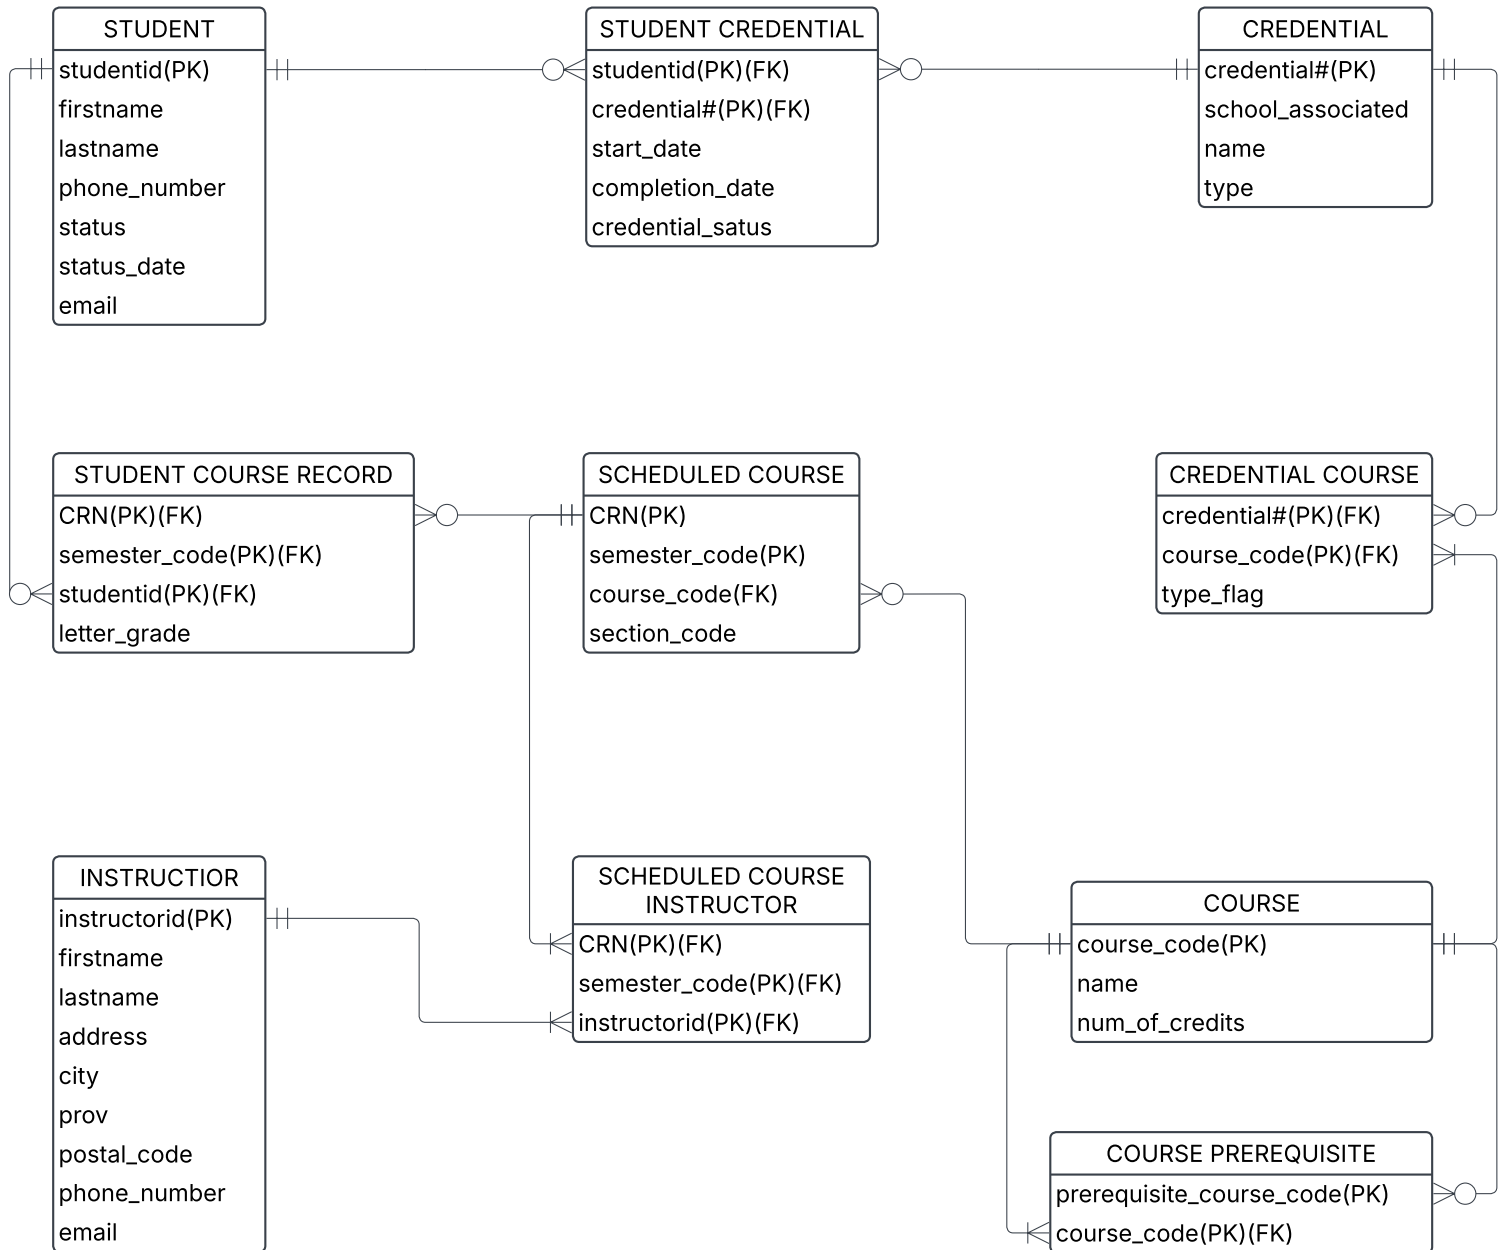 STUDENT
studentid(PK)
firstname
lastname
phone_number
status
status_date
email
STUDENT CREDENTIAL
studentid(PK)(FK)
credential#(PK)(FK)
start_date
completion_date
credential_satus
CREDENTIAL
credential#(PK)
school_associated
name
type
STUDENT COURSE RECORD
CRN(PK)(FK)
semester_code(PK)(FK)
studentid(PK)(FK)
letter_grade
SCHEDULED COURSE
CRN(PK)
semester_code(PK)
course_code(FK)
section_code
CREDENTIAL COURSE
credential#(PK)(FK)
course_code(PK)(FK)
type_flag
INSTRUCTIOR
instructorid(PK)
firstname
lastname
address
city
prov
postal_code
phone_number
email
SCHEDULED COURSE
INSTRUCTOR
CRN(PK)(FK)
semester_code(PK)(FK)
instructorid(PK)(FK)
COURSE
course_code(PK)
name
num_of_credits
COURSE PREREQUISITE
prerequisite_course_code(PK)
course_code(PK)(FK)